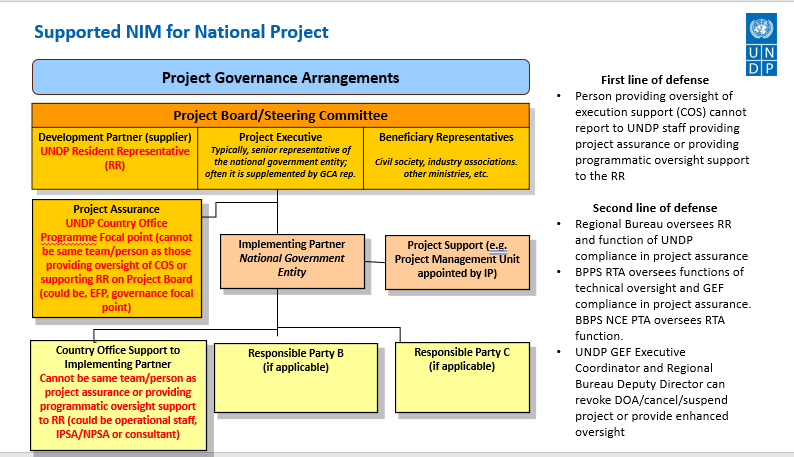 Supported NIM for National Project
U N
D P
Project Governance Arrangements
Project Board/Steering Committee
Development Partner (supplier)
UNDP Resident Representative
(RR)
Project Executive
Typically, senior representative of
the national government entity;
often it is supplemented by GCA rep.
Beneficiary Representatives
Civil society, industry associations.
other ministries, etc.
Project Assurance
UNDP Country Office
Programme Focal point (cannot
be same team/person as those
providing oversight of COS or
supporting RR on Project Board
(could be, EFP, governance focal
point)
Implementing Partner
National Government
Entity
Project Support (e.g.
Project Management Unit
appointed by IP)
Country Office Support to
Implementing Partner
Cannot be same team/person as
project assurance or providing
programmatic oversight support
to RR (could be operational staff,
IPSA/NPSA or consultant)
Responsible Party B
(if applicable)
Responsible Party C
(if applicable)
First line of defense
• Person providing oversight of
execution support (COS) cannot
report to UNDP staff providing
project assurance or providing
programmatic oversight support
to the RR
Second line of defense
• Regional Bureau oversees RR
and function of UNDP
compliance in project assurance
• BPPS RTA oversees functions of
technical oversight and GEF
compliance in project assurance.
BBPS NCE PTA oversees RTA
function.
• UNDP GEF Executive
Coordinator and Regional
Bureau Deputy Director can
revoke DOA/cancel/suspend
project or provide enhanced
oversight